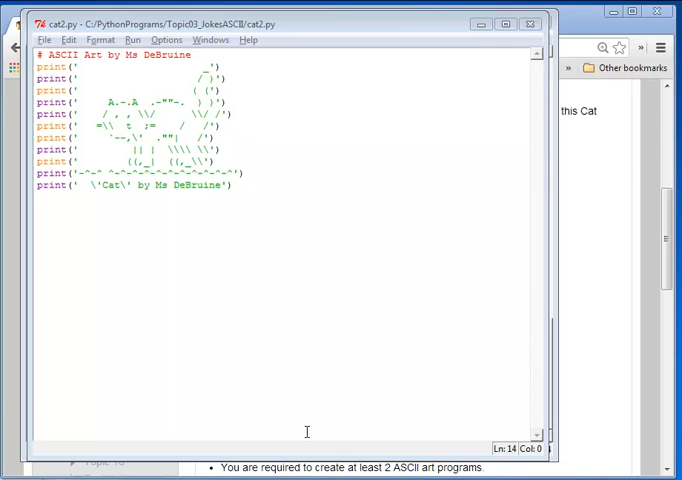 cat2.py - C:/PythonPrograms/Topic03_JokesASCII/cat2.py
File Edit Format Run Options Windows Help
# ASCII Art by Ms DeBruine
print('                    _')
print('                   / )')
print('                  ( (')
print('     A.-.A  .-""-.  ) )')
print('    / , , \\/      \\/ /')
print('   =\\  t  ;=    /   /')
print('     `--,\'  .""|   /')
print('         || |  \\\\ \\')
print('        ((,_|  ((,_\\')
print('-^-^ ^-^-^-^-^-^-^-^-^-^-^')
print('  \'Cat\' by Ms DeBruine')
Ln: 14 Col: 0
Other bookmarks
this Cat
You are required to create at least 2 ASCII art programs.